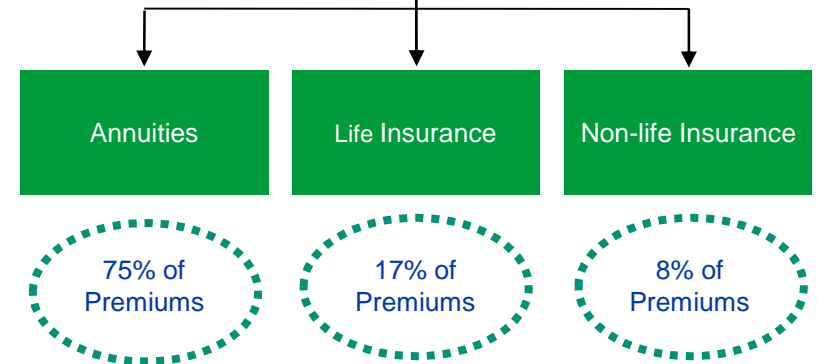 Annuities
Life Insurance
Non-life Insurance
75% of
Premiums
17% of
Premiums
8% of
Premiums